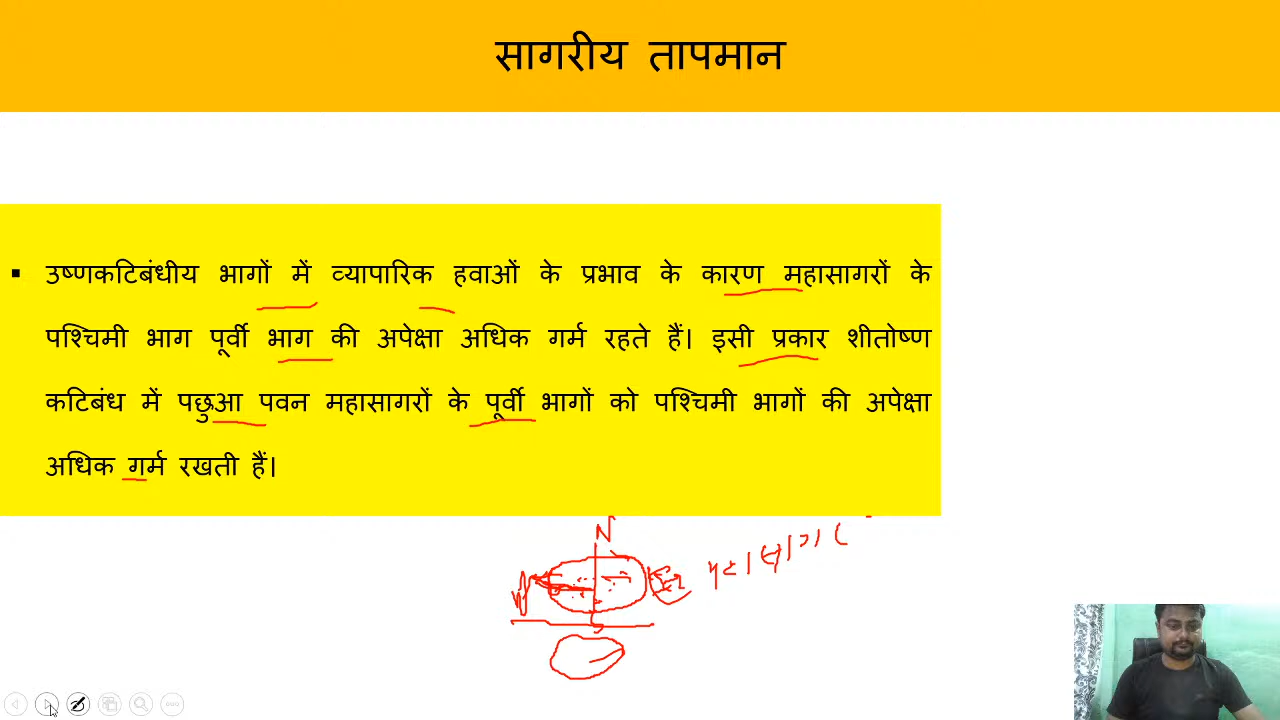 सागरीय तापमान
▪ उष्णकटिबंधीय भागों में व्यापारिक हवाओं के प्रभाव के कारण महासागरों के
पश्चिमी भाग पूर्वी भाग की अपेक्षा अधिक गर्म रहते हैं। इसी प्रकार शीतोष्ण
कटिबंध में पछुआ पवन महासागरों के पूर्वी भागों को पश्चिमी भागों की अपेक्षा
अधिक गर्म रखती हैं।
N